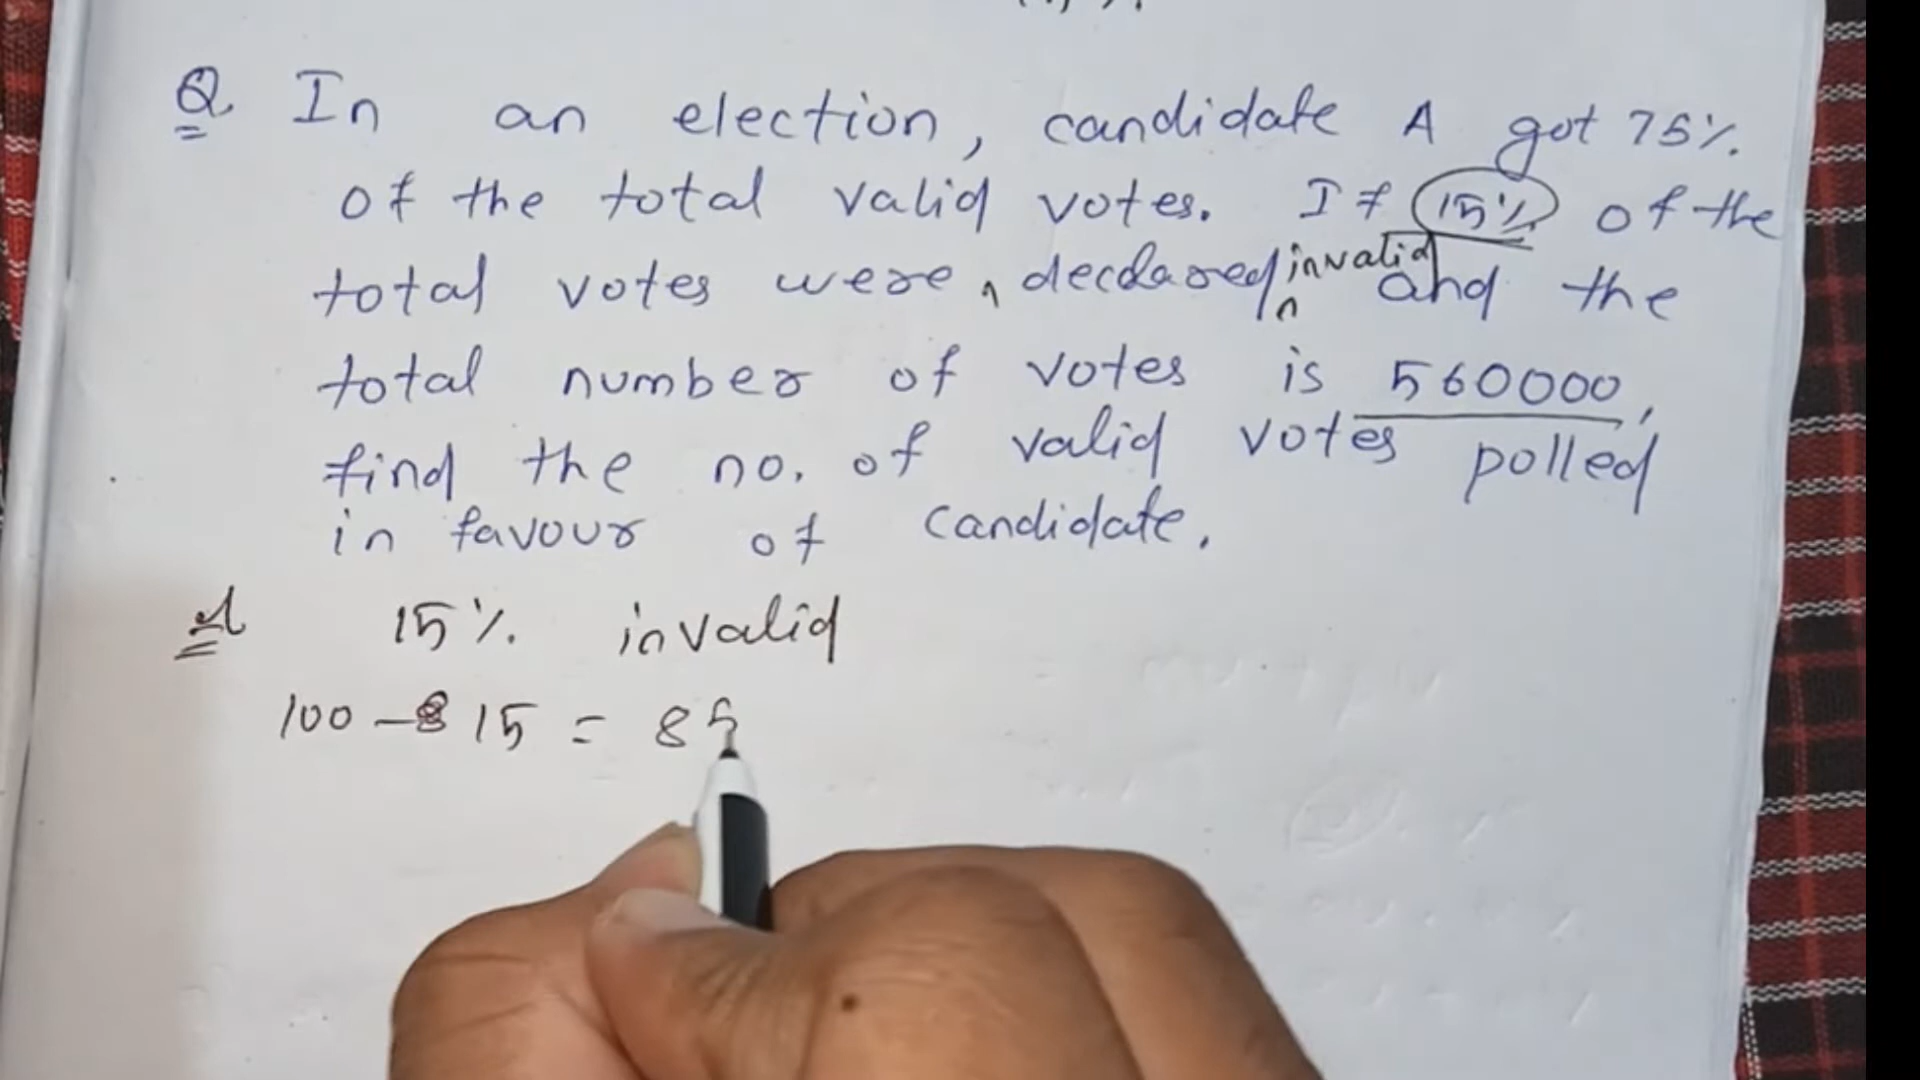 Q In an election, candidate A got 75%
of the total valid votes. If 15% of the
total votes were declared invalid and the
total number of votes is 560000,
find the no. of valid votes polled
in favour of candidate.
15% invalid
100 - 15 = 85